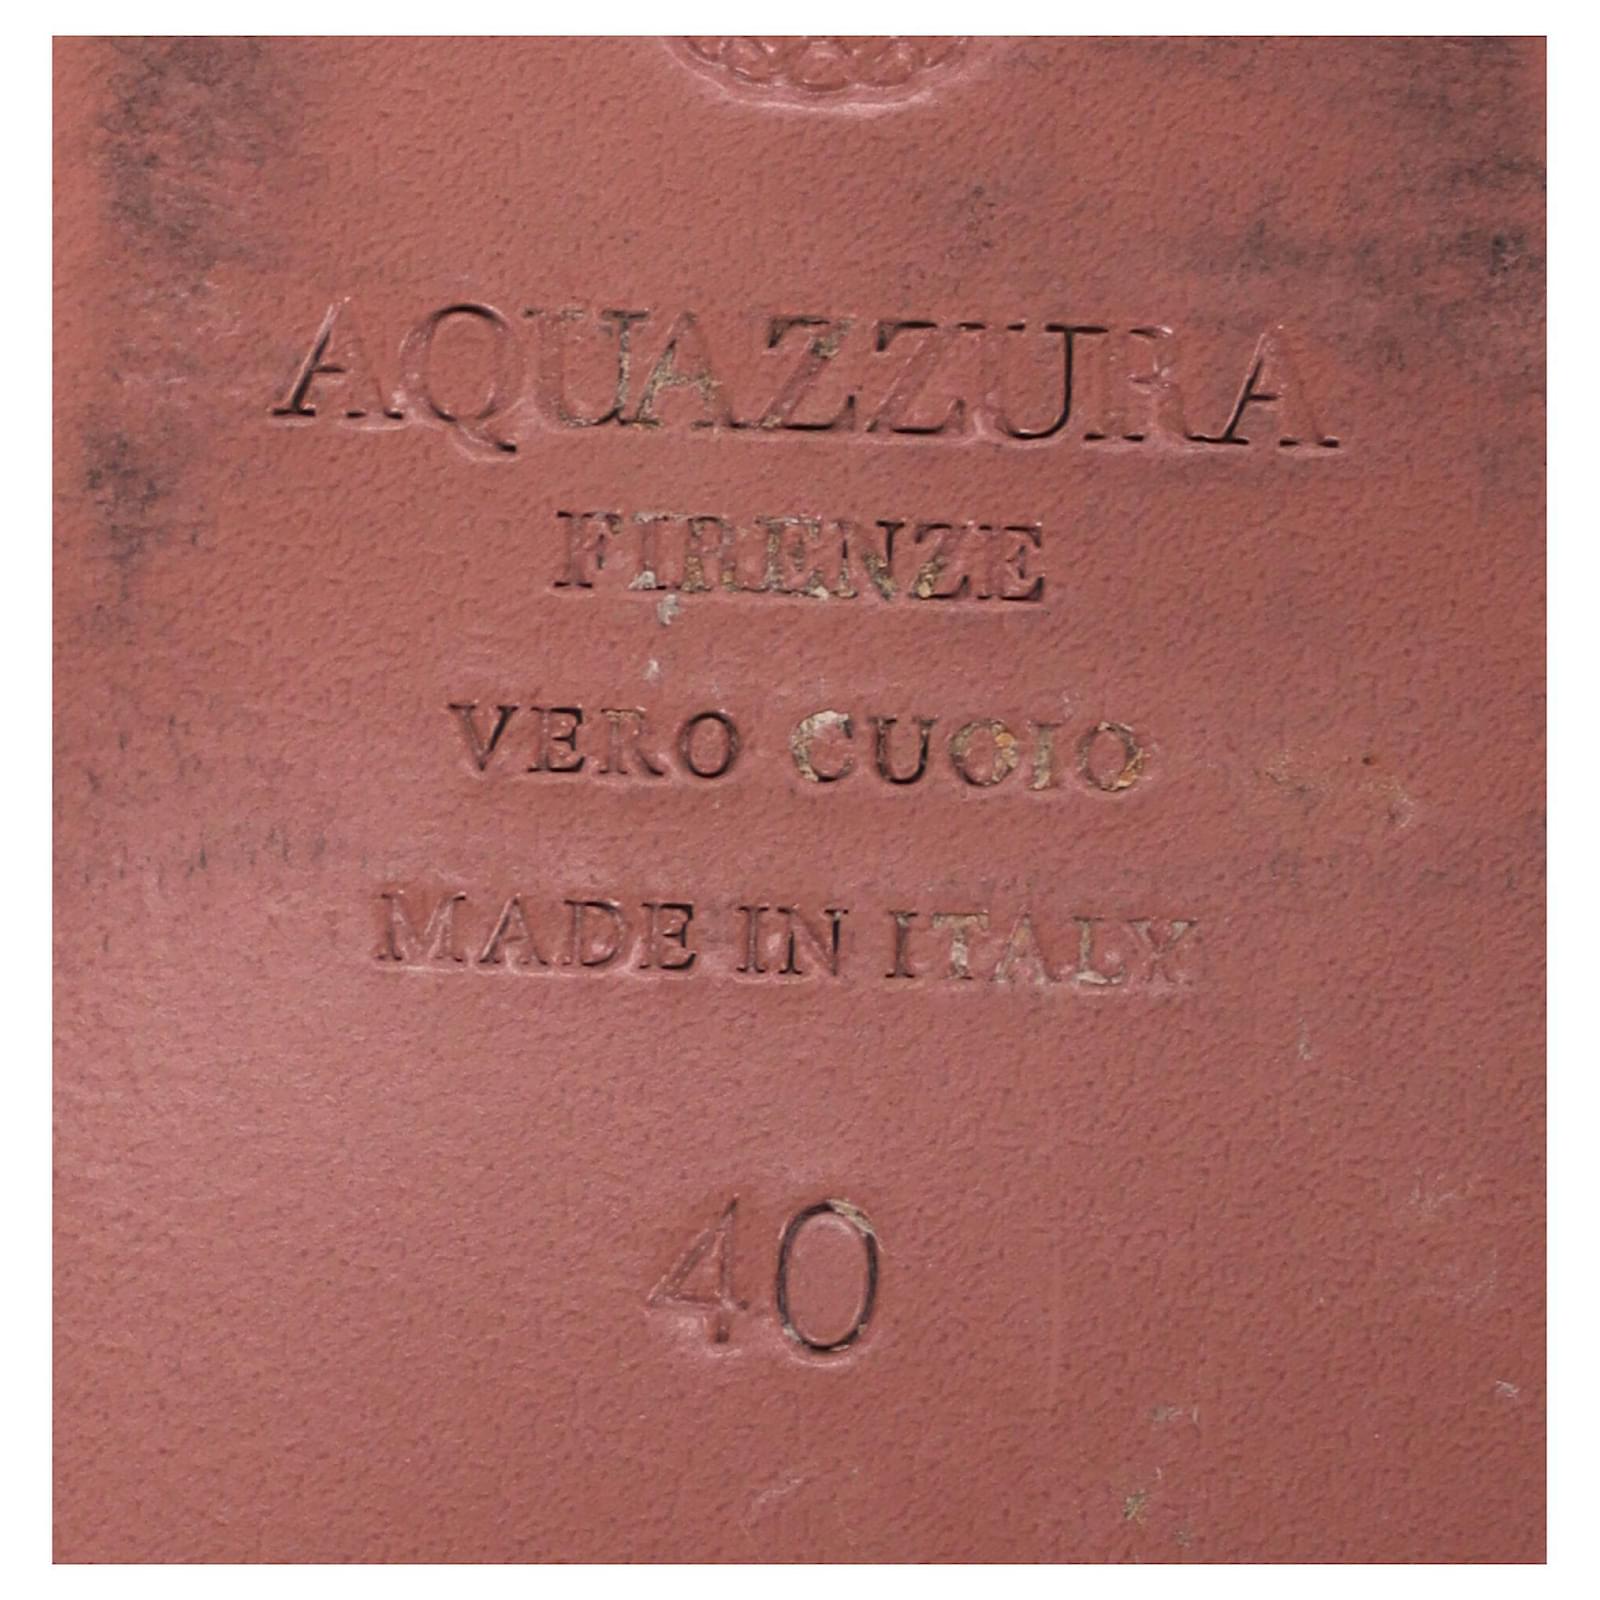 AQUAZZURA
FIRENZE
VERO CUOIO
MADE IN ITALY
40